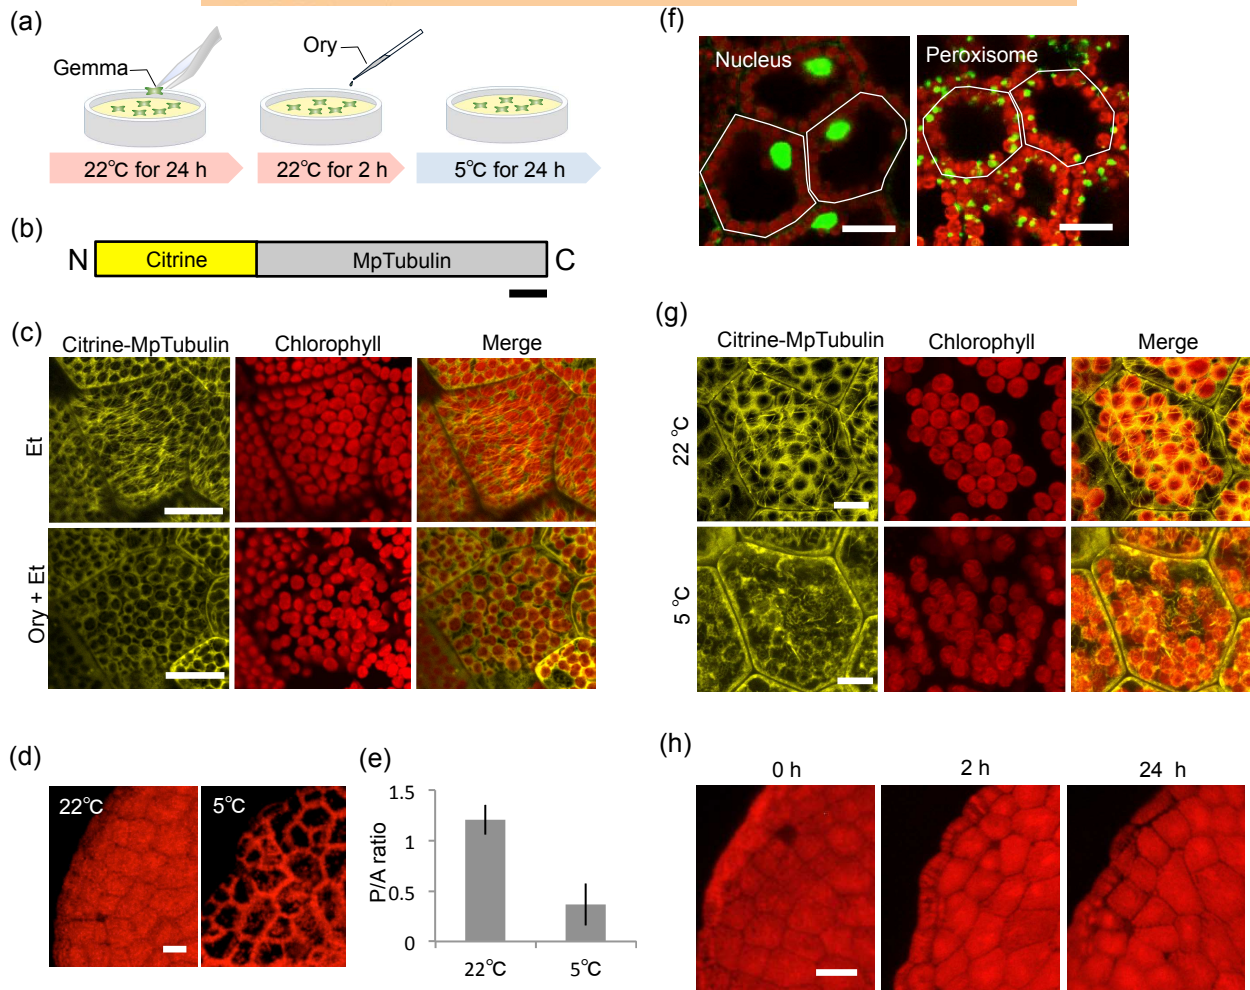 (a)
Gemma
Ory
22℃ for 24 h
22℃ for 2 h
5℃ for 24 h
(b)
N
Citrine
MpTubulin
C
(c)
Citrine-MpTubulin
Chlorophyll
Merge
Et
Ory + Et
(d)
22℃
5℃
(e)
P/A ratio
1.5
1
0.5
0
22℃
5℃
(f)
Nucleus
Peroxisome
(g)
Citrine-MpTubulin
Chlorophyll
Merge
22 ℃
5 ℃
(h)
0 h
2 h
24 h